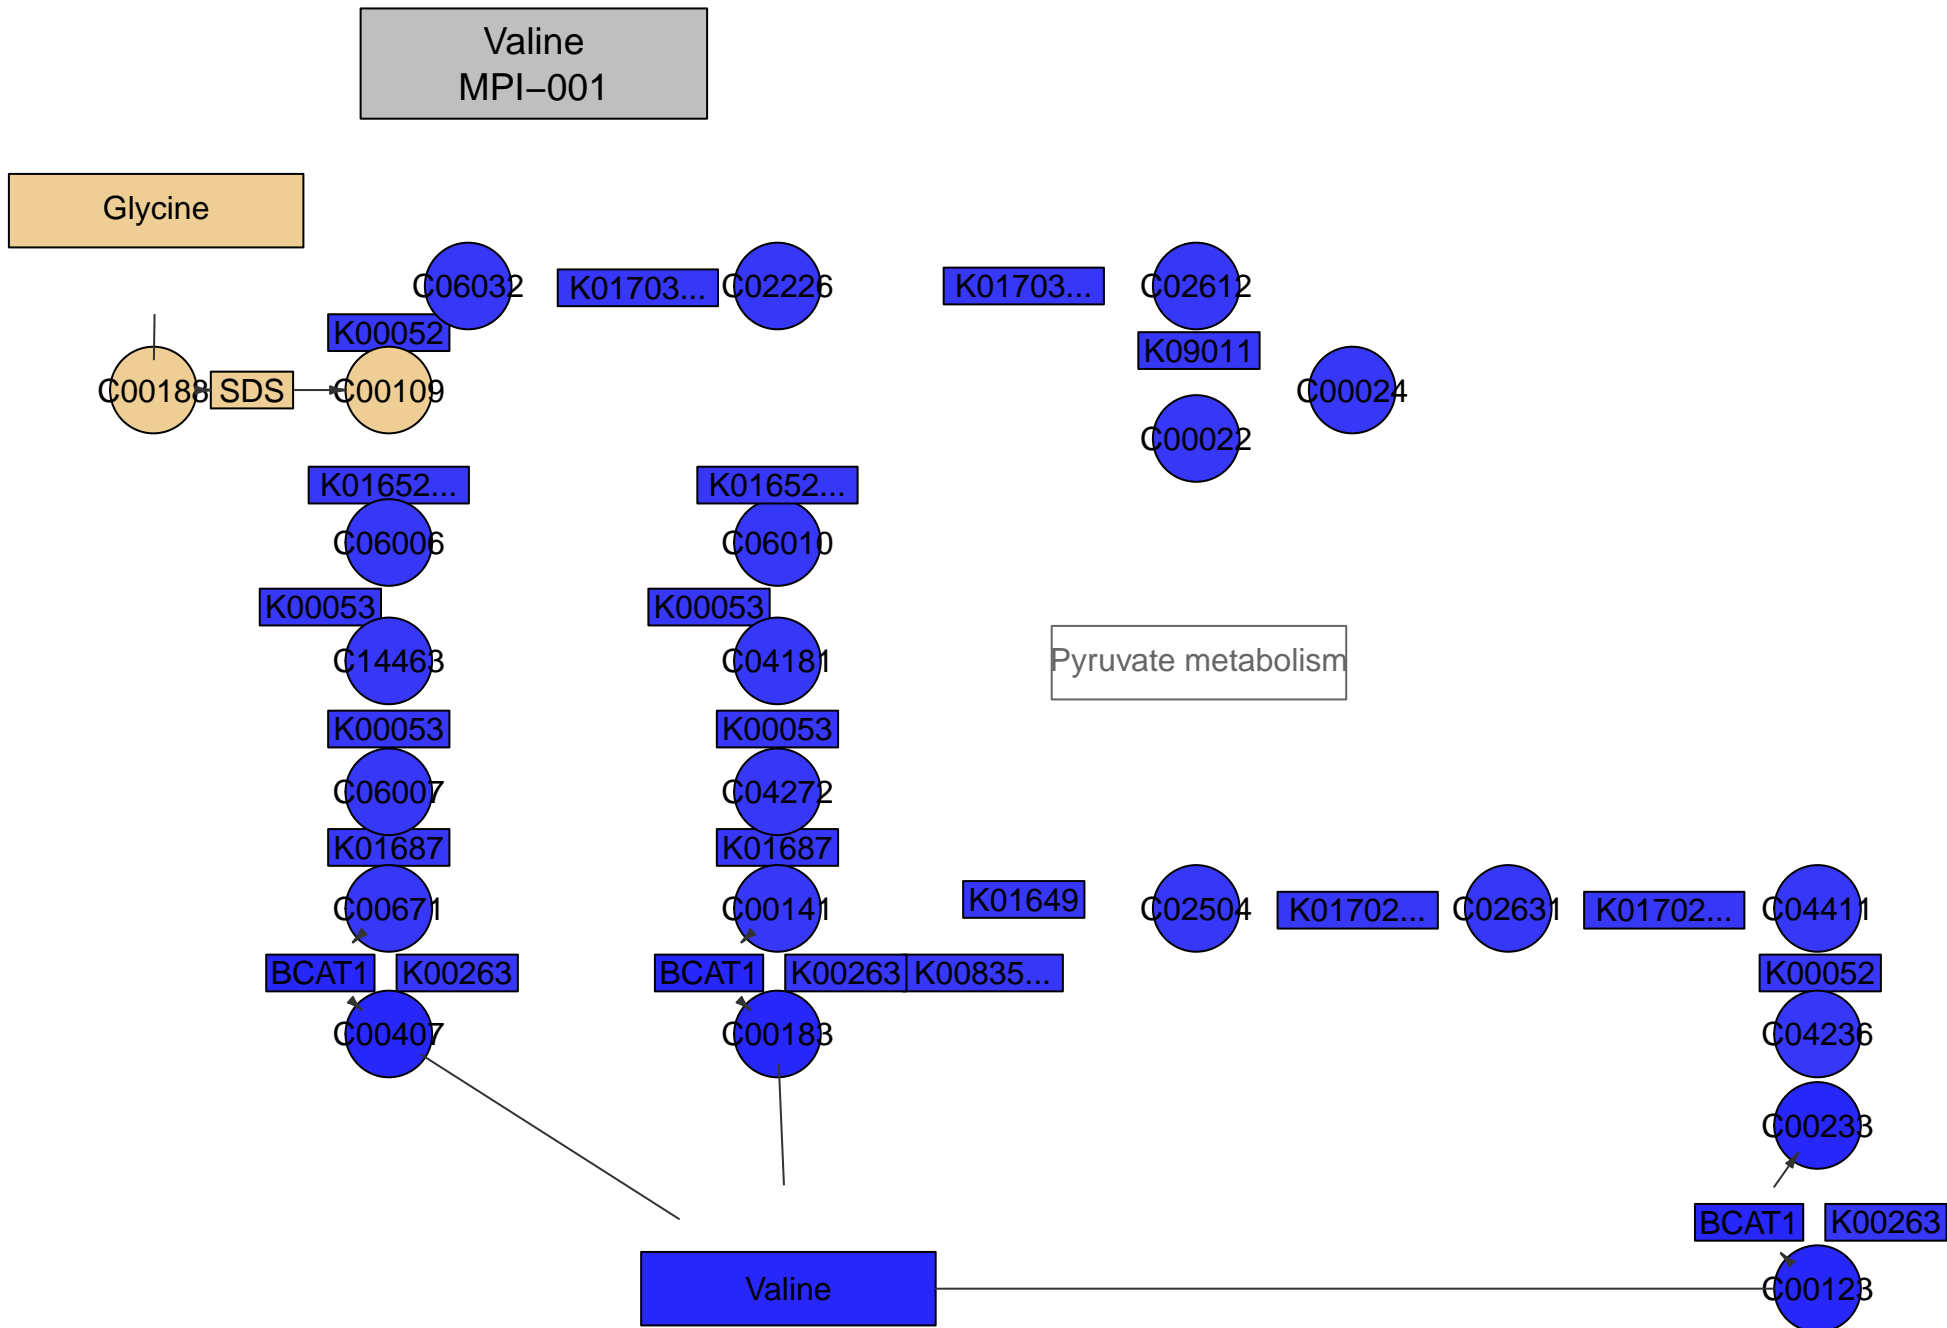 Valine
MPI−001
Glycine
C06032
K01703...
C02226
K01703...
C02612
K00052
K09011
C00188
SDS
C00109
C00024
C00022
K01652...
K01652...
C06006
C06010
K00053
K00053
C14463
C04181
Pyruvate metabolism
K00053
K00053
C06007
C04272
K01687
K01687
K01649
C00671
C00141
C02504
K01702...
C02631
K01702...
C04411
BCAT1
K00263
BCAT1
K00263
K00835...
K00052
C00407
C00183
C04236
C00233
BCAT1
K00263
Valine
C00123